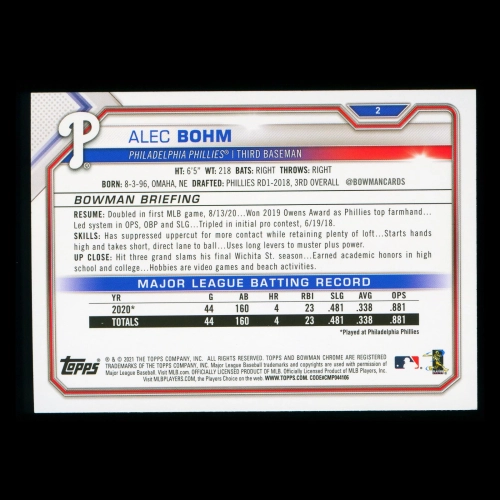 2
P
ALEC BOHM
PHILADELPHIA PHILLIES® | THIRD BASEMAN
HT: 6'5" WT: 218 BATS: RIGHT THROWS: RIGHT
BORN: 8-3-96, OMAHA, NE DRAFTED: PHILLIES RD1-2018, 3RD OVERALL @BOWMANCARDS
BOWMAN BRIEFING
RESUME: Doubled in first MLB game, 8/13/20...Won 2019 Owens Award as Phillies top farmhand...
Led system in OPS, OBP and SLG...Tripled in initial pro contest, 6/19/18.
SKILLS: Has suppressed uppercut for more contact while retaining plenty of loft...Starts hands
high and takes short, direct lane to ball...Uses long levers to muster plus power.
UP CLOSE: Hit three grand slams his final Wichita St. season...Earned academic honors in high
school and college...Hobbies are video games and beach activities.
MAJOR LEAGUE BATTING RECORD
YR G AB HR RBI SLG AVG OPS
2020* 44 160 4 23 .481 .338 .881
TOTALS 44 160 4 23 .481 .338 .881
*Played at Philadelphia Phillies
Topps
® & © 2021 THE TOPPS COMPANY, INC. ALL RIGHTS RESERVED. TOPPS AND BOWMAN CHROME ARE REGISTERED
TRADEMARKS OF THE TOPPS COMPANY, INC. Major League Baseball trademarks and copyrights are used with permission of
Major League Baseball. Visit MLB.com. OFFICIALLY LICENSED PRODUCT OF MLB Players, Inc.
Visit MLBPLAYERS.com, the Players Choice on the web. WWW.TOPPS.COM. CODE#CMP094106